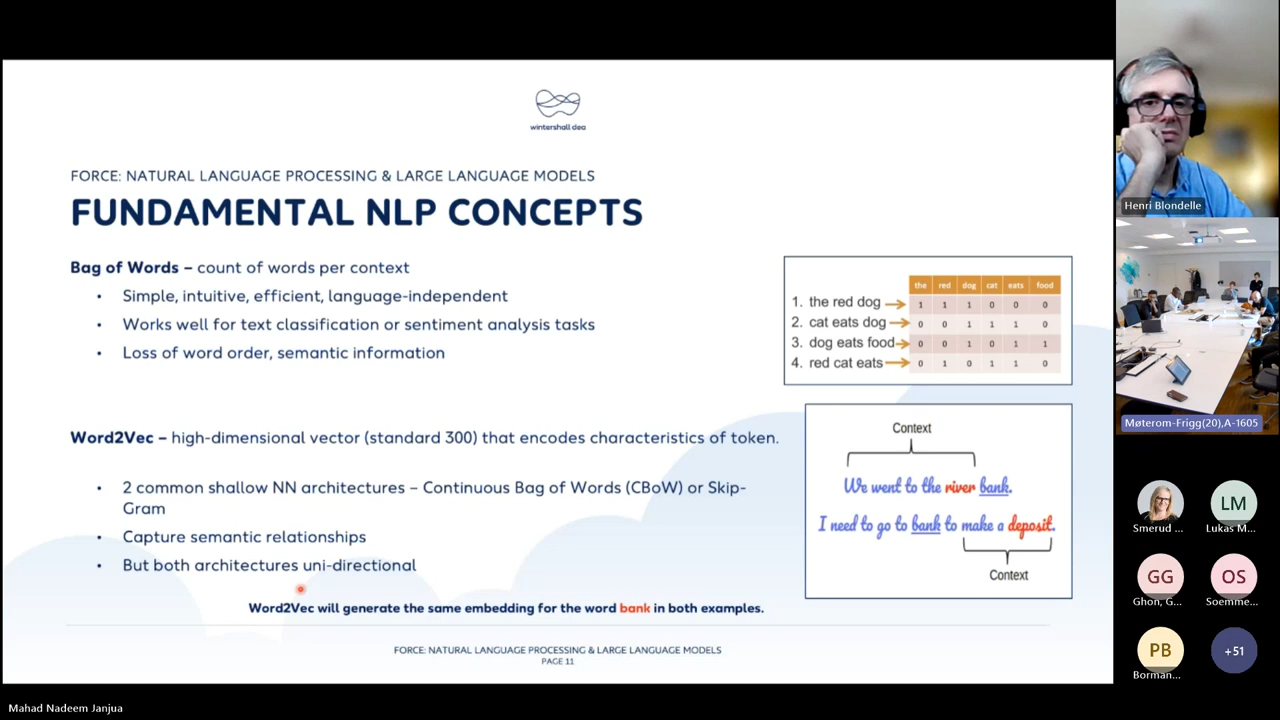 wintershall dea
FORCE: NATURAL LANGUAGE PROCESSING & LARGE LANGUAGE MODELS
FUNDAMENTAL NLP CONCEPTS
Bag of Words – count of words per context
• Simple, intuitive, efficient, language-independent
• Works well for text classification or sentiment analysis tasks
• Loss of word order, semantic information
the red dog cat eats food
1. the red dog 1 1 1 0 0 0
2. cat eats dog 0 0 1 1 1 0
3. dog eats food 0 0 1 0 1 1
4. red cat eats 0 1 0 1 1 0
Word2Vec – high-dimensional vector (standard 300) that encodes characteristics of token.
• 2 common shallow NN architectures – Continuous Bag of Words (CBoW) or Skip-
Gram
• Capture semantic relationships
• But both architectures uni-directional
Context
We went to the river bank.
I need to go to bank to make a deposit.
Context
Word2Vec will generate the same embedding for the word bank in both examples.
FORCE: NATURAL LANGUAGE PROCESSING & LARGE LANGUAGE MODELS
PAGE 11
Mahad Nadeem Janjua
Henri Blondelle
Møterom-Frigg(20),A-1605
Smerud ...
LM
Lukas M...
GG
Ghon, G...
OS
Soemme...
PB
Borman...
+51